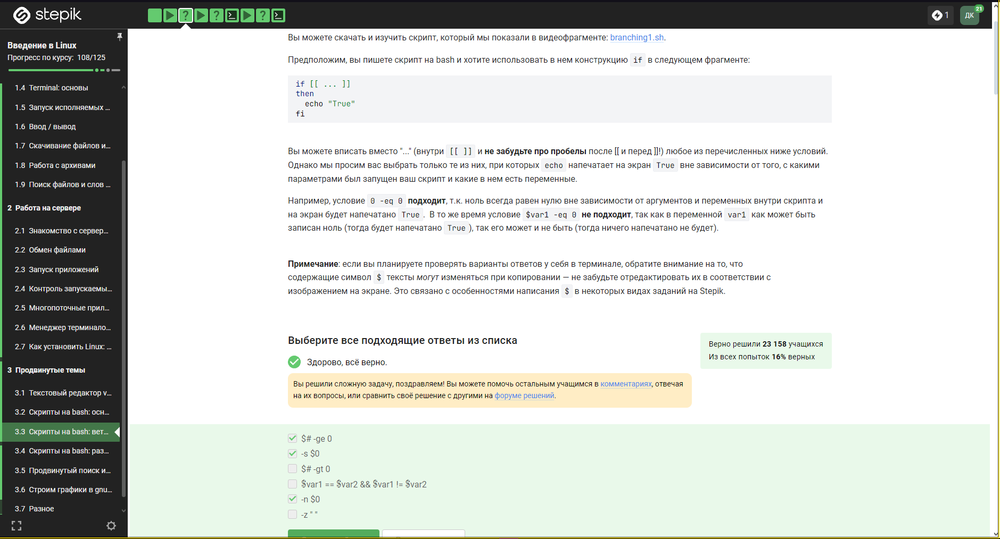 stepik
1
ДК
21
Введение в Linux
Прогресс по курсу: 108/125
1.4 Terminal: основы
1.5 Запуск исполняемых ...
1.6 Ввод / вывод
1.7 Скачивание файлов и...
1.8 Работа с архивами
1.9 Поиск файлов и слов ...
2 Работа на сервере
2.1 Знакомство с сервер...
2.2 Обмен файлами
2.3 Запуск приложений
2.4 Контроль запускаемы...
2.5 Многопоточные прил...
2.6 Менеджер терминало...
2.7 Как установить Linux: ...
3 Продвинутые темы
3.1 Текстовый редактор v...
3.2 Скрипты на bash: осн...
3.3 Скрипты на bash: вет...
3.4 Скрипты на bash: раз...
3.5 Продвинутый поиск и...
3.6 Строим графики в gnu...
3.7 Разное
Вы можете скачать и изучить скрипт, который мы показали в видеофрагменте: branching1.sh.
Предположим, вы пишете скрипт на bash и хотите использовать в нем конструкцию if в следующем фрагменте:
if [[ ... ]]
then
echo "True"
fi
Вы можете вписать вместо "..." (внутри [[ ]] и не забудьте про пробелы после [[ и перед ]]!) любое из перечисленных ниже условий.
Однако мы просим вас выбрать только те из них, при которых echo напечатает на экран True вне зависимости от того, с какими
параметрами был запущен ваш скрипт и какие в нем есть переменные.
Например, условие 0 -eq 0 подходит, т.к. ноль всегда равен нулю вне зависимости от аргументов и переменных внутри скрипта и
на экран будет напечатано True . В то же время условие $var1 -eq 0 не подходит, так как в переменной var1 как может быть
записан ноль (тогда будет напечатано True ), так его может и не быть (тогда ничего напечатано не будет).
Примечание: если вы планируете проверять варианты ответов у себя в терминале, обратите внимание на то, что
содержащие символ $ тексты могут изменяться при копировании — не забудьте отредактировать их в соответствии с
изображением на экране. Это связано с особенностями написания $ в некоторых видах заданий на Stepik.
Выберите все подходящие ответы из списка
Верно решили 23 158 учащихся
Из всех попыток 16% верных
Здорово, всё верно.
Вы решили сложную задачу, поздравляем! Вы можете помочь остальным учащимся в комментариях, отвечая
на их вопросы, или сравнить своё решение с другими на форуме решений.
$# -ge 0
-s $0
$# -gt 0
$var1 == $var2 && $var1 != $var2
-n $0
-z " "